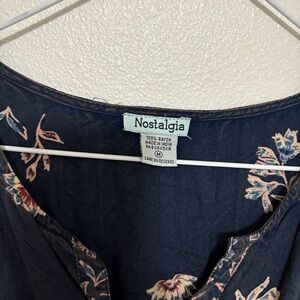 Nostalgia
100% RAYON
MADE IN INDIA
M
CARE ON REVERSE